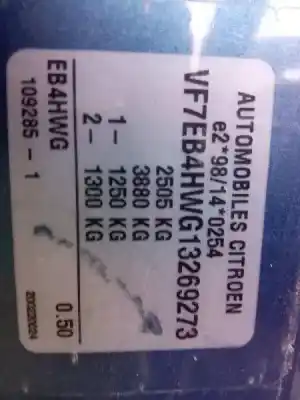 AUTOMOBILES CITROEN
e2*98/14*0254
VF7EB4HWG13269273
2505 KG
3880 KG
1- 1250 KG
2- 1300 KG
EB4HWG 0.50
109285 - 1